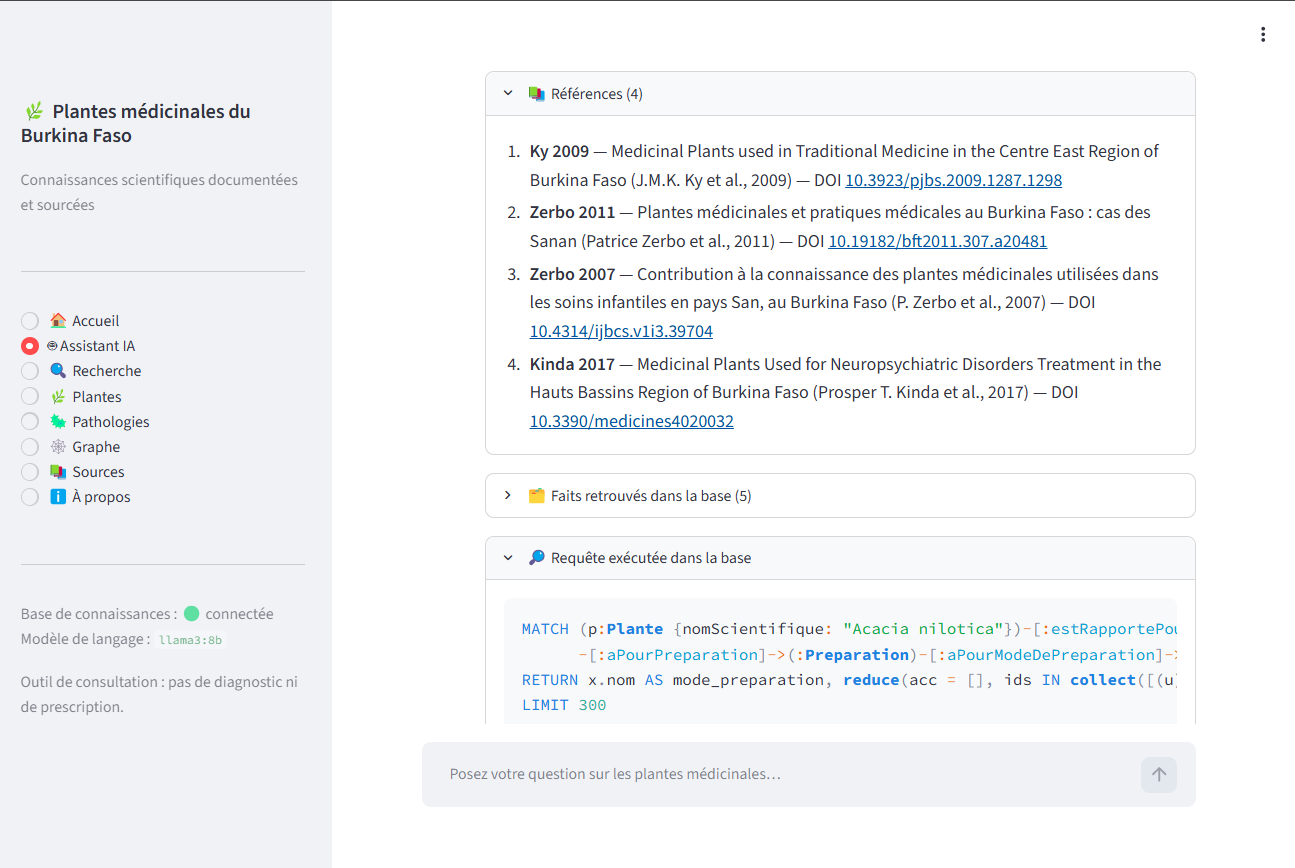 🌿 Plantes médicinales du
Burkina Faso
Connaissances scientifiques documentées
et sourcées
Accueil
Assistant IA
Recherche
Plantes
Pathologies
Graphe
Sources
À propos
Base de connaissances : connectée
Modèle de langage : llama3:8b
Outil de consultation : pas de diagnostic ni
de prescription.
Références (4)
1. Ky 2009 — Medicinal Plants used in Traditional Medicine in the Centre East Region of
Burkina Faso (J.M.K. Ky et al., 2009) — DOI 10.3923/pjbs.2009.1287.1298
2. Zerbo 2011 — Plantes médicinales et pratiques médicales au Burkina Faso : cas des
Sanan (Patrice Zerbo et al., 2011) — DOI 10.19182/bft2011.307.a20481
3. Zerbo 2007 — Contribution à la connaissance des plantes médicinales utilisées dans
les soins infantiles en pays San, au Burkina Faso (P. Zerbo et al., 2007) — DOI
10.4314/ijbcs.v1i3.39704
4. Kinda 2017 — Medicinal Plants Used for Neuropsychiatric Disorders Treatment in the
Hauts Bassins Region of Burkina Faso (Prosper T. Kinda et al., 2017) — DOI
10.3390/medicines4020032
Faits retrouvés dans la base (5)
Requête exécutée dans la base
MATCH (p:Plante {nomScientifique: "Acacia nilotica"})-[:estRapportePou
-[:aPourPreparation]->(:Preparation)-[:aPourModeDePreparation]->
RETURN x.nom AS mode_preparation, reduce(acc = [], ids IN collect([(u)
LIMIT 300
Posez votre question sur les plantes médicinales…